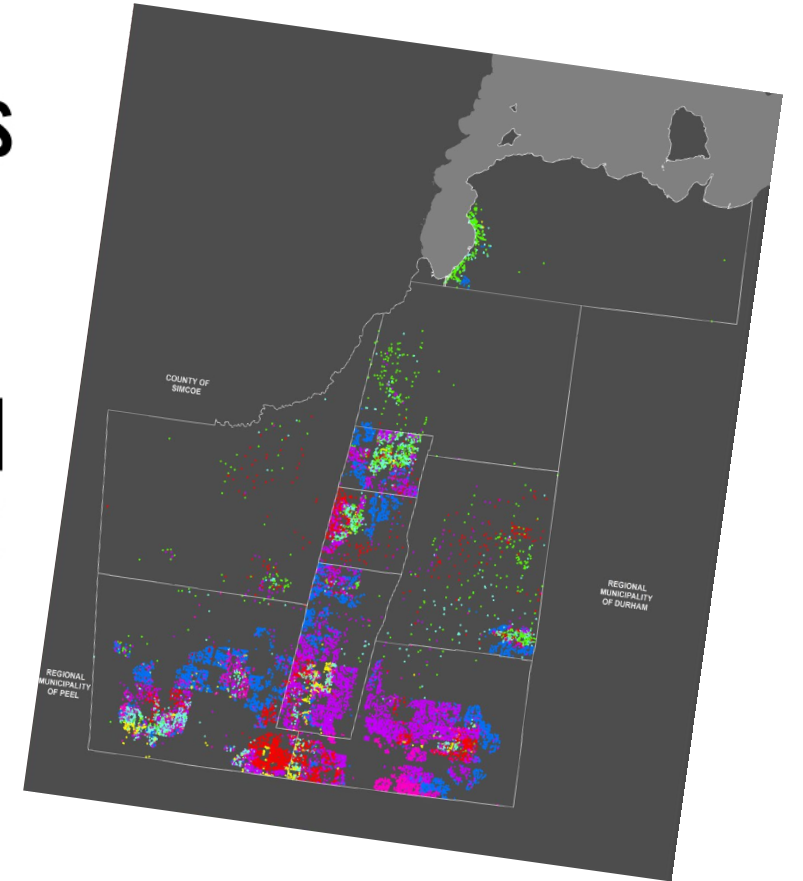 S
COUNTY OF
SIMCOE
REGIONAL
MUNICIPALITY
OF DURHAM
REGIONAL
MUNICIPALITY
OF PEEL